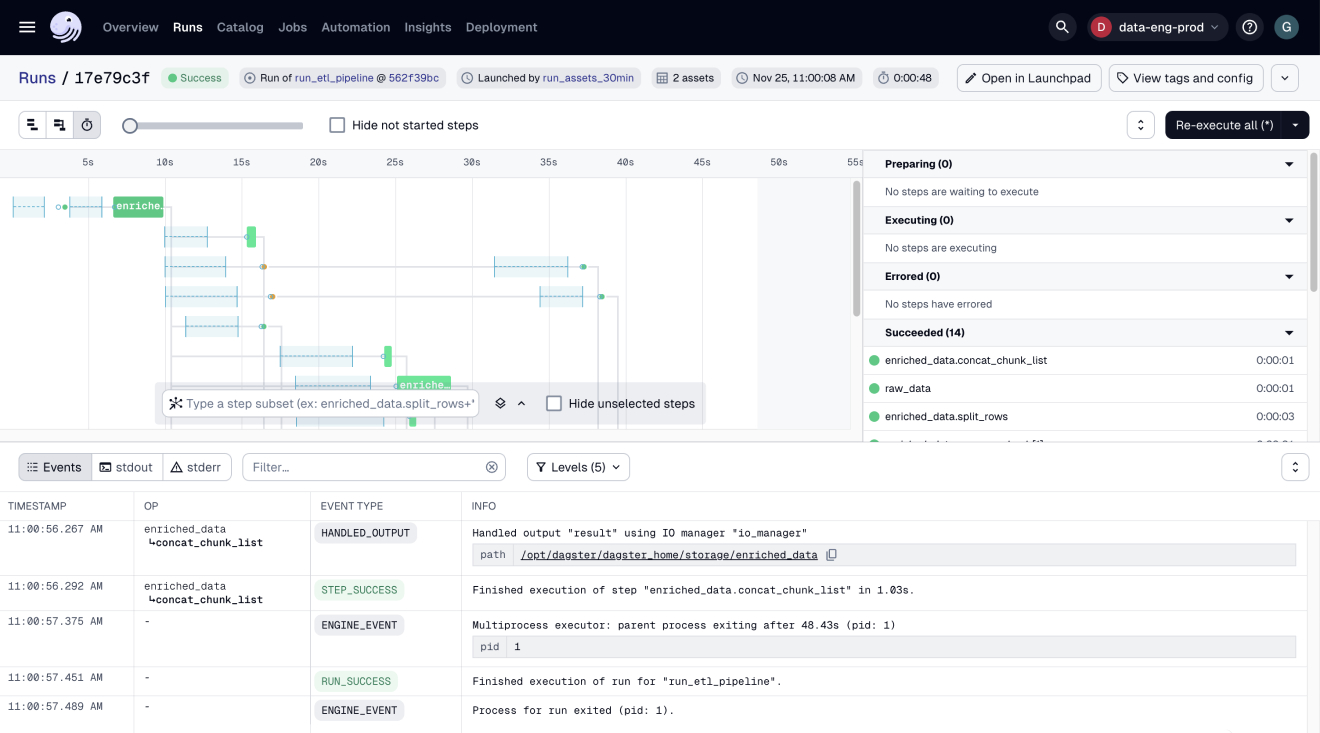 Overview Runs Catalog Jobs Automation Insights Deployment D data-eng-prod G
Runs / 17e79c3f Success Run of run_etl_pipeline @ 562f39bc Launched by run_assets_30min 2 assets Nov 25, 11:00:08 AM 0:00:48 Open in Launchpad View tags and config
Hide not started steps Re-execute all (*)
5s 10s 15s 20s 25s 30s 35s 40s 45s 50s 55s
Preparing (0)
No steps are waiting to execute
enriche…
Executing (0)
No steps are executing
Errored (0)
No steps have errored
Succeeded (14)
enriched_data.concat_chunk_list 0:00:01
enriche…
raw_data 0:00:01
Type a step subset (ex: enriched_data.split_rows+' Hide unselected steps
enriched_data.split_rows 0:00:03
Events stdout stderr Filter… Levels (5)
TIMESTAMP OP EVENT TYPE INFO
11:00:56.267 AM enriched_data HANDLED_OUTPUT Handled output "result" using IO manager "io_manager"
↳concat_chunk_list
path /opt/dagster/dagster_home/storage/enriched_data
11:00:56.292 AM enriched_data STEP_SUCCESS Finished execution of step "enriched_data.concat_chunk_list" in 1.03s.
↳concat_chunk_list
11:00:57.375 AM - ENGINE_EVENT Multiprocess executor: parent process exiting after 48.43s (pid: 1)
pid 1
11:00:57.451 AM - RUN_SUCCESS Finished execution of run for "run_etl_pipeline".
11:00:57.489 AM - ENGINE_EVENT Process for run exited (pid: 1).